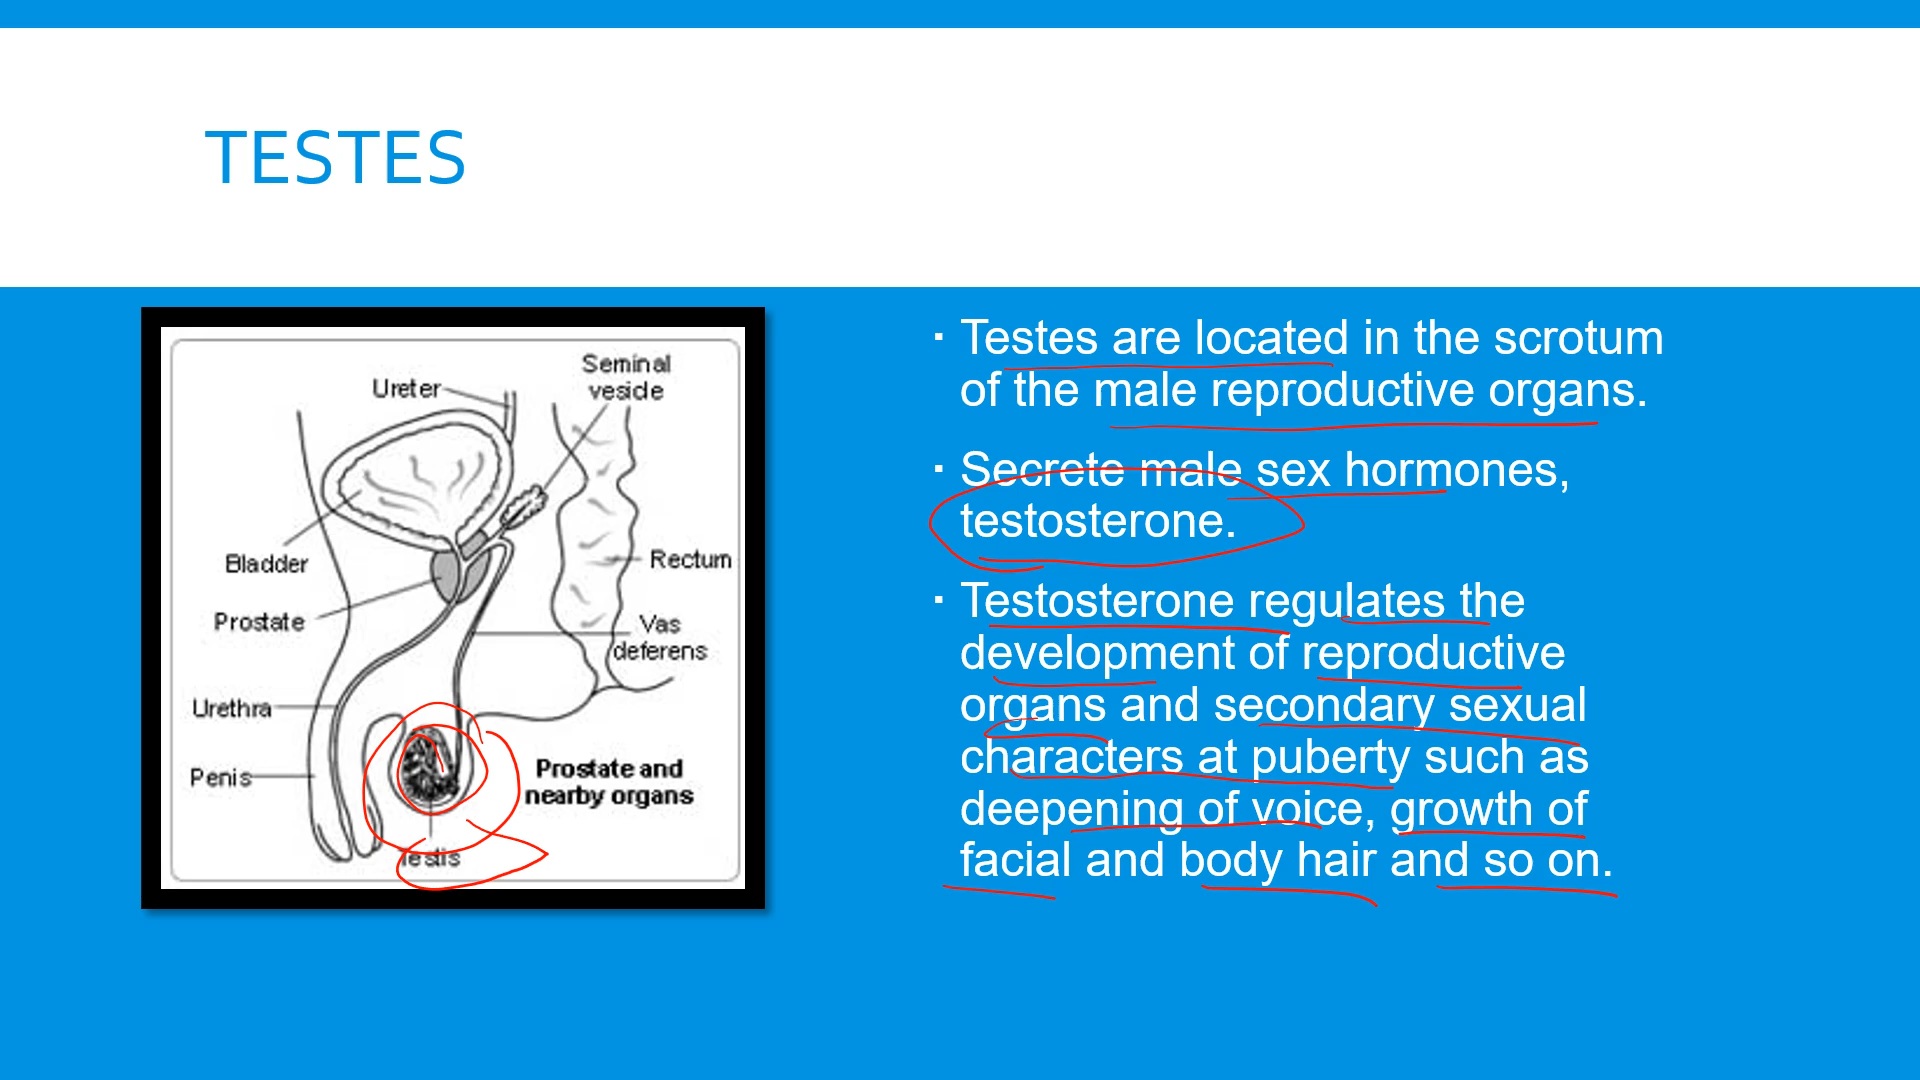 TESTES
Ureter
Seminal
vesicle
Bladder
Rectum
Prostate
Vas
deferens
Urethra
Penis
Prostate and
nearby organs
Testis
▪ Testes are located in the scrotum
of the male reproductive organs.
▪ Secrete male sex hormones,
testosterone.
▪ Testosterone regulates the
development of reproductive
organs and secondary sexual
characters at puberty such as
deepening of voice, growth of
facial and body hair and so on.